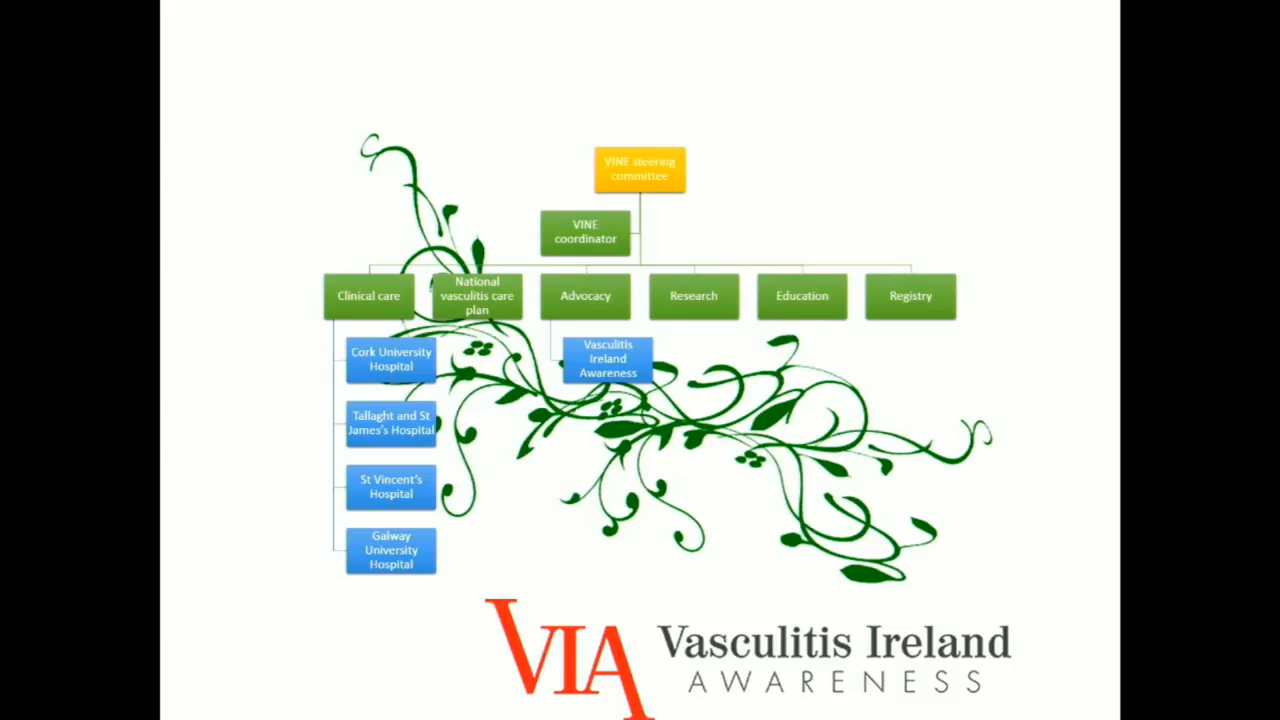 VINE steering
committee
VINE
coordinator
Clinical care
National
vasculitis care
plan
Advocacy
Research
Education
Registry
Cork University
Hospital
Vasculitis
Ireland
Awareness
Tallaght and St
James's Hospital
St Vincent's
Hospital
Galway
University
Hospital
VIA
Vasculitis Ireland
AWARENESS